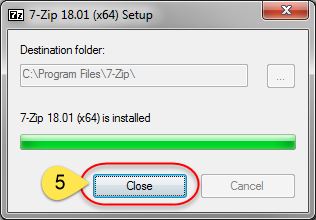 7z 7-Zip 18.01 (x64) Setup
Destination folder:
C:\Program Files\7-Zip\
...
7-Zip 18.01 (x64) is installed
5 Close Cancel